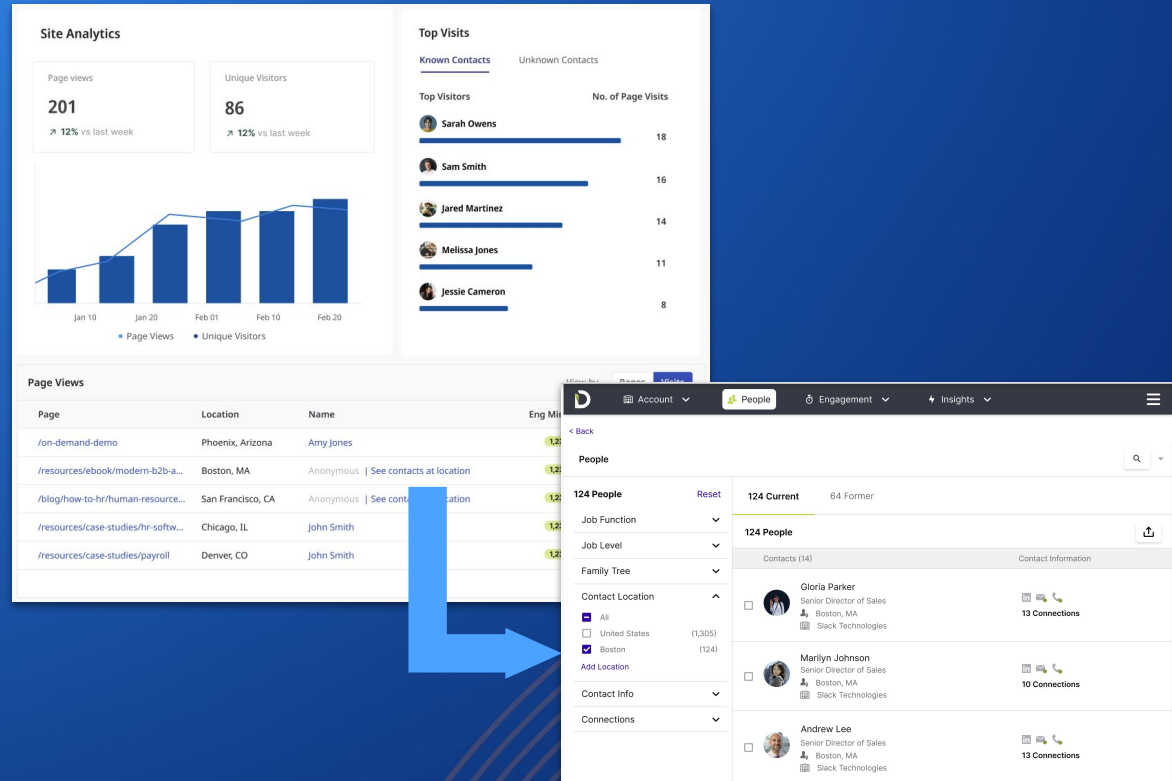 Site Analytics
Page views
201
12% vs last week
Unique Visitors
86
12% vs last week
Jan 10 Jan 20 Feb 01 Feb 10 Feb 20
Page Views Unique Visitors
Top Visits
Known Contacts Unknown Contacts
Top Visitors No. of Page Visits
Sarah Owens
18
Sam Smith
16
Jared Martinez
14
Melissa Jones
11
Jessie Cameron
8
Page Views View by Pages Visits
Page Location Name Eng
/on-demand-demo Phoenix, Arizona Amy Jones
/resources/ebook/modern-b2b-a... Boston, MA Anonymous | See contacts at location
/blog/how-to-hr/human-resource... San Francisco, CA Anonymous | See
/resources/case-studies/hr-softw... Chicago, IL John Smith
/resources/case-studies/payroll Denver, CO John Smith
Account People Engagement Insights
< Back
People
124 People Reset
Job Function
Job Level
Family Tree
Contact Location
All
United States (1,305)
Boston (124)
Add Location
Contact Info
Connections
124 Current 64 Former
124 People
Contacts (14) Contact Information
Gloria Parker
Senior Director of Sales
Boston, MA
Slack Technologies
13 Connections
Marilyn Johnson
Senior Director of Sales
Boston, MA
Slack Technologies
10 Connections
Andrew Lee
Senior Director of Sales
Boston, MA
Slack Technologies
13 Connections